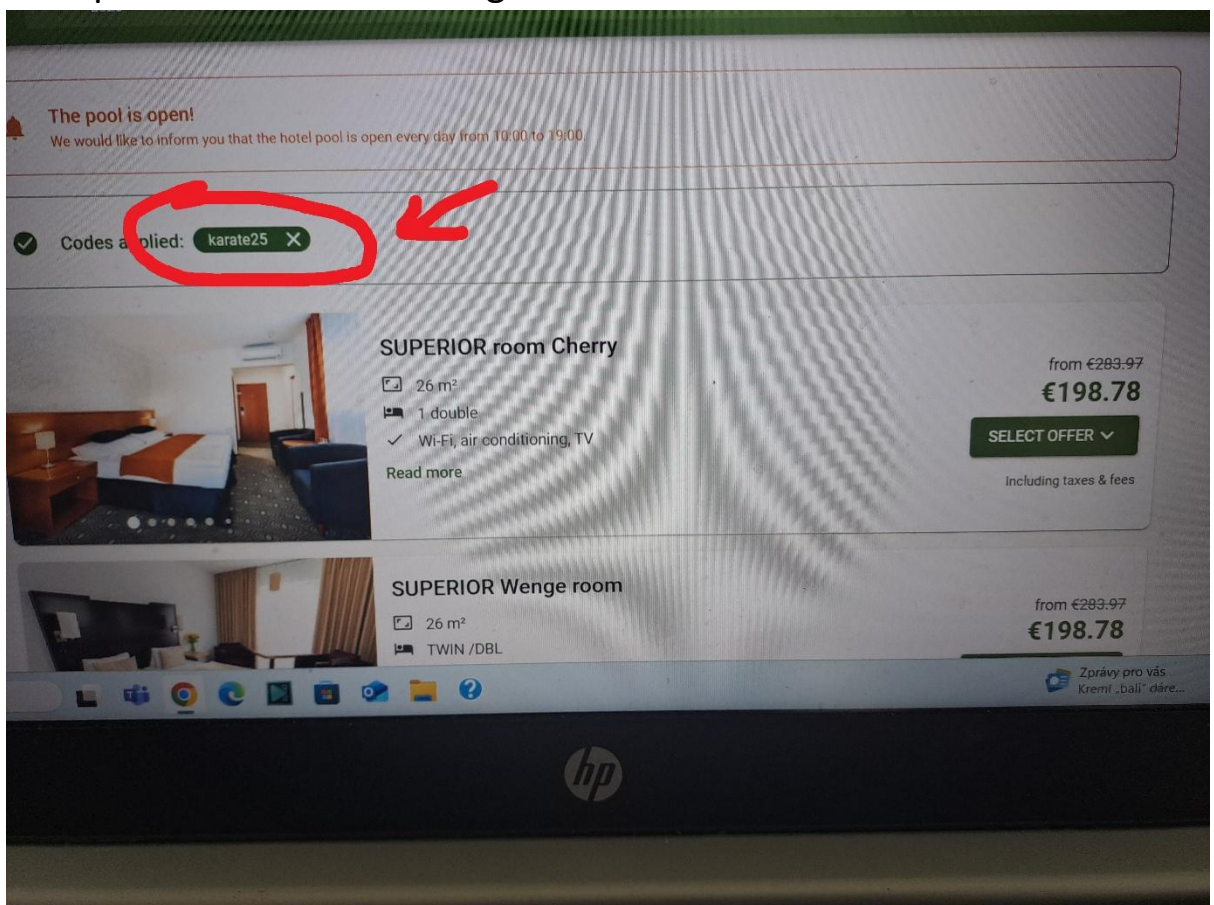 The pool is open!
We would like to inform you that the hotel pool is open every day from 10:00 to 19:00.
Codes applied: karate25
SUPERIOR room Cherry
26 m²
1 double
Wi-Fi, air conditioning, TV
Read more
from €283.97
€198.78
SELECT OFFER
Including taxes & fees
SUPERIOR Wenge room
26 m²
TWIN /DBL
from €283.97
€198.78
Zprávy pro vás
Kreml „balí“ dáre...
hp